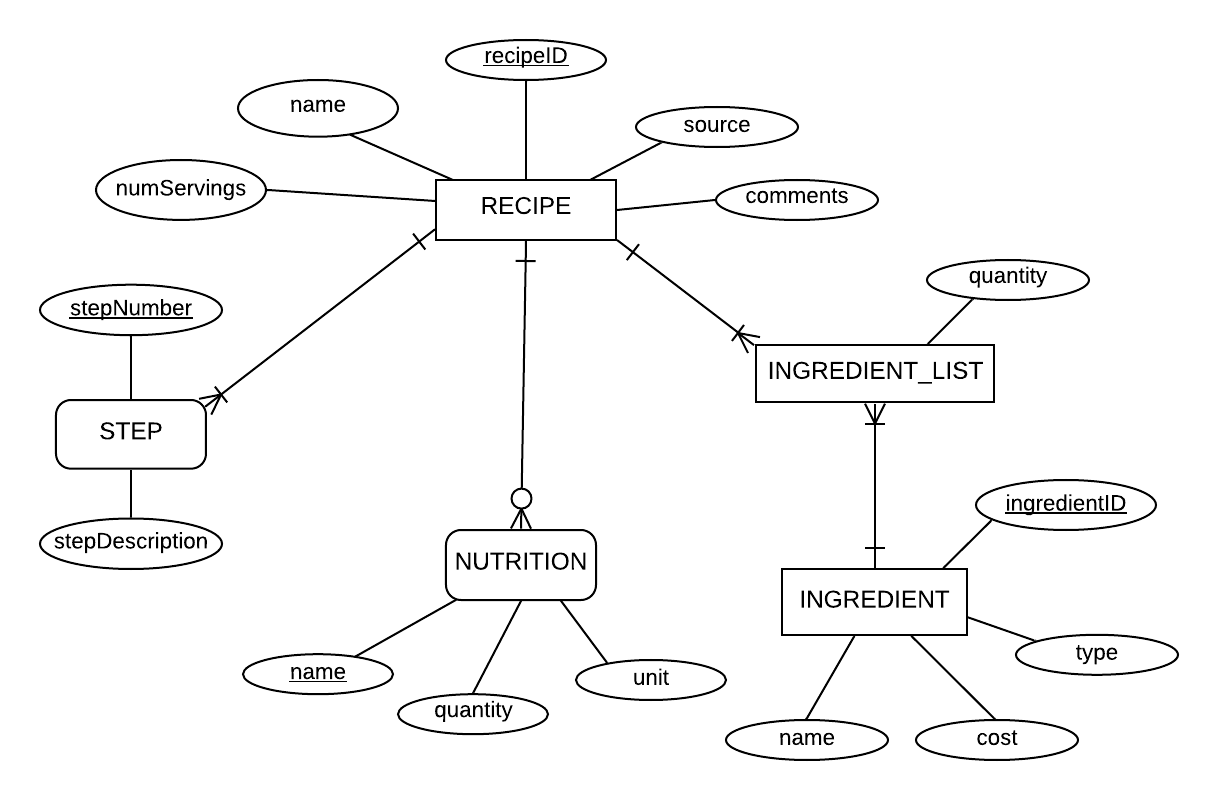 recipeID
name
source
numServings
comments
RECIPE
quantity
stepNumber
INGREDIENT_LIST
STEP
ingredientID
stepDescription
NUTRITION
INGREDIENT
type
name
unit
quantity
name
cost